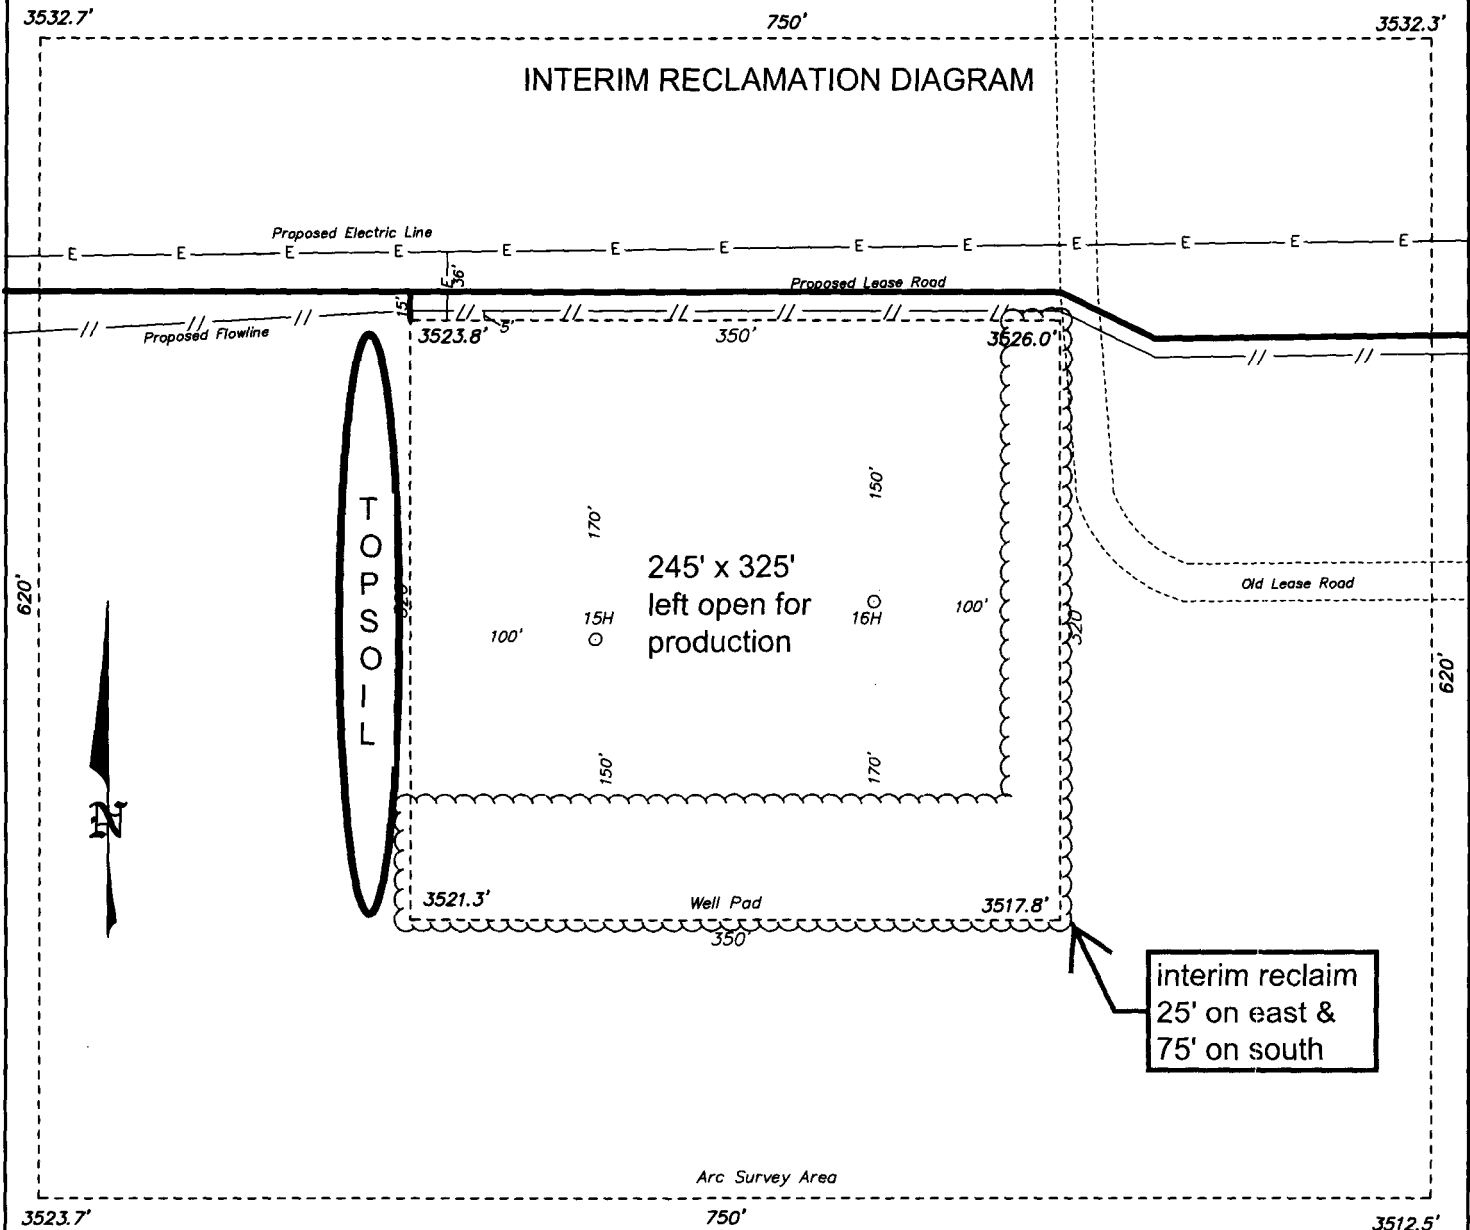 3532.7'
750'
3532.3'
INTERIM RECLAMATION DIAGRAM
Proposed Electric Line
E E E E E E E E E E E E E
E
36'
Proposed Lease Road
15'
Proposed Flowline
5'
3523.8'
350'
3526.0'
TOPSOIL
170'
150'
245' x 325'
left open for
production
620'
15H
16H
100'
100'
320'
320'
Old Lease Road
620'
150'
170'
N
3521.3'
Well Pad
3517.8'
350'
interim reclaim
25' on east &
75' on south
Arc Survey Area
3523.7'
750'
3512.5'